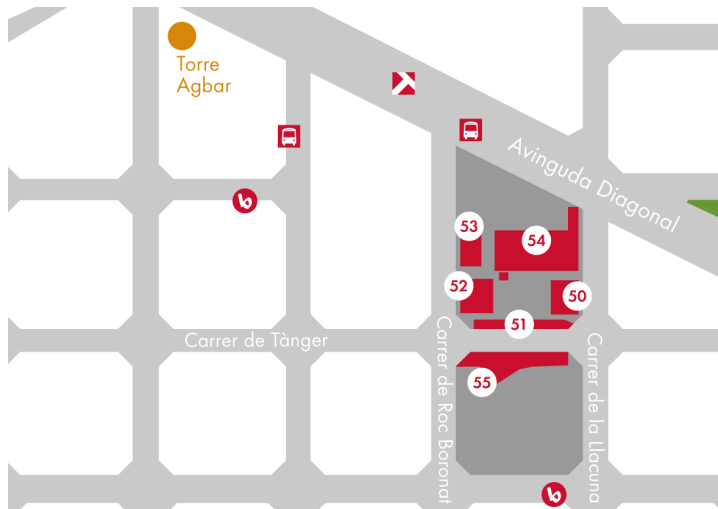 Torre
Agbar
Avinguda Diagonal
53
54
52
50
51
Carrer de Tànger
55
Carrer de Roc Boronat
Carrer de la Llacuna
b
b